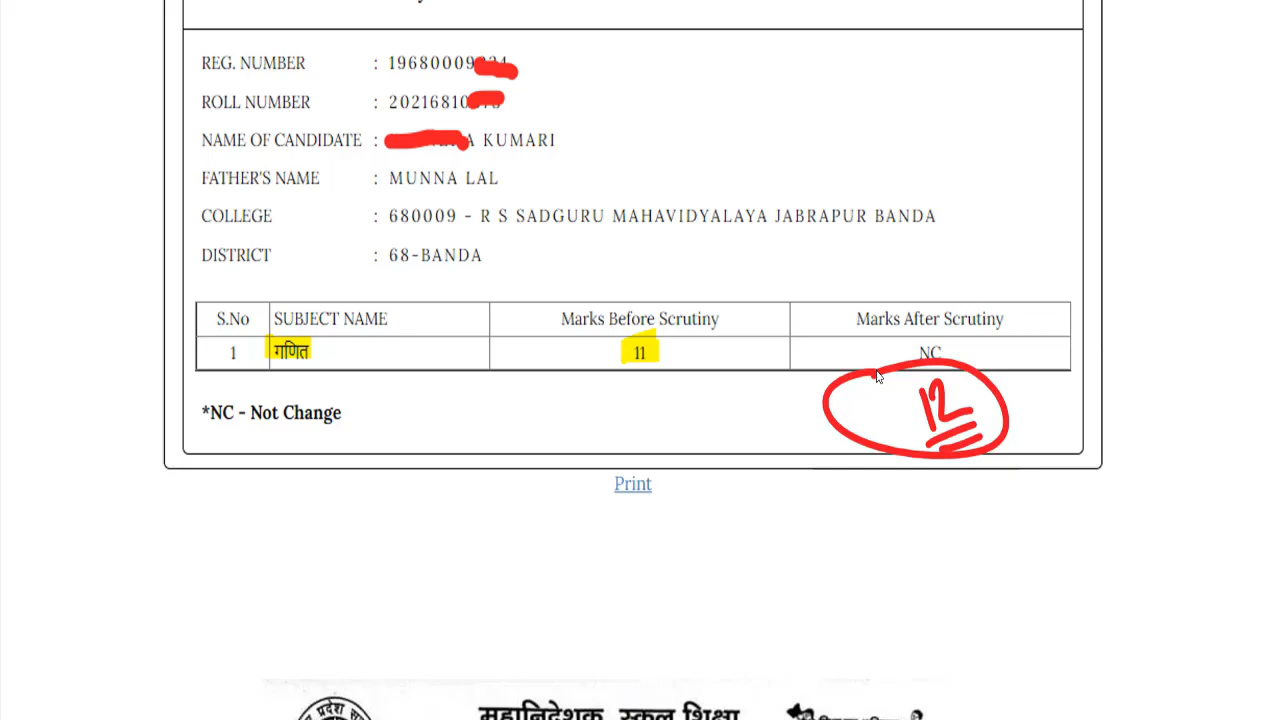 REG. NUMBER : 19680009
ROLL NUMBER : 20216810
NAME OF CANDIDATE : KUMARI
FATHER'S NAME : MUNNA LAL
COLLEGE : 680009 - R S SADGURU MAHAVIDYALAYA JABRAPUR BANDA
DISTRICT : 68-BANDA
S.No SUBJECT NAME Marks Before Scrutiny Marks After Scrutiny
1 गणित 11 NC
12
*NC - Not Change
Print
महानिदेशक, स्कूल शिक्षा